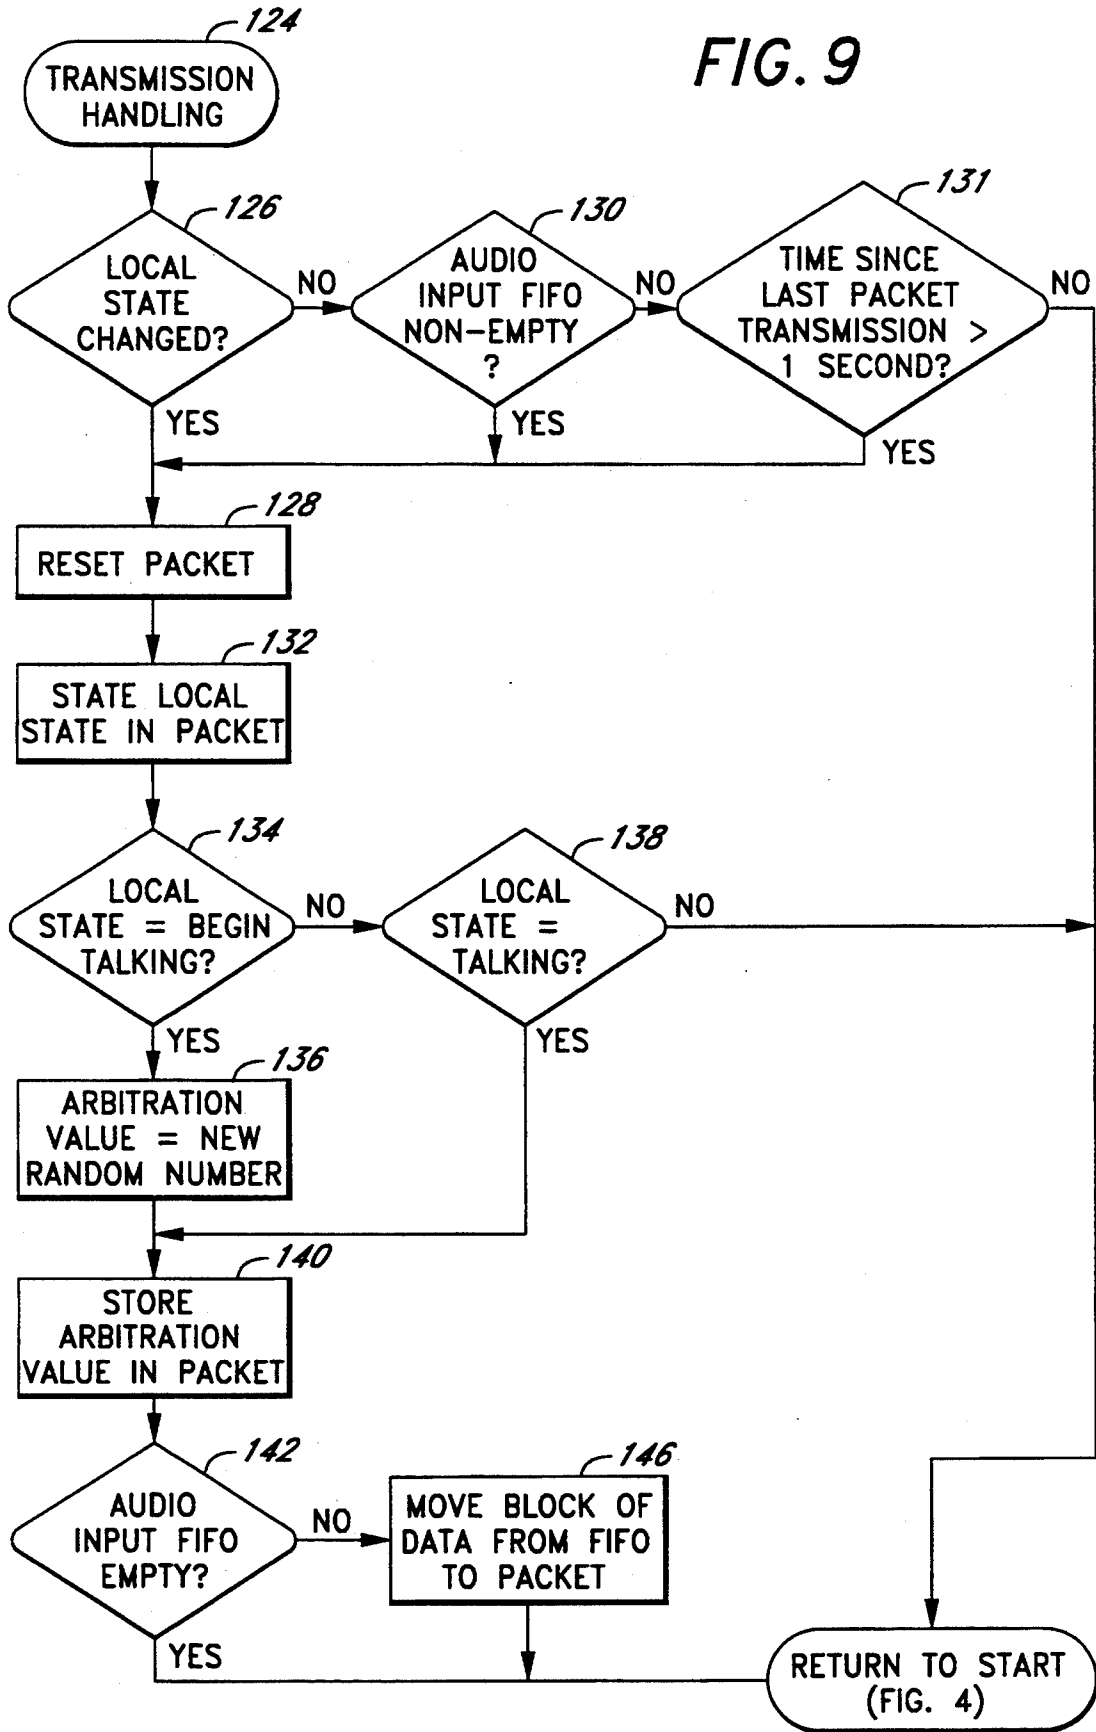 124
FIG. 9
TRANSMISSION
HANDLING
126
LOCAL
STATE
CHANGED?
NO
YES
130
AUDIO
INPUT FIFO
NON-EMPTY
?
NO
YES
131
TIME SINCE
LAST PACKET
TRANSMISSION >
1 SECOND?
NO
YES
128
RESET PACKET
132
STATE LOCAL
STATE IN PACKET
134
LOCAL
STATE = BEGIN
TALKING?
NO
YES
138
LOCAL
STATE =
TALKING?
NO
YES
136
ARBITRATION
VALUE = NEW
RANDOM NUMBER
140
STORE
ARBITRATION
VALUE IN PACKET
142
AUDIO
INPUT FIFO
EMPTY?
NO
YES
146
MOVE BLOCK OF
DATA FROM FIFO
TO PACKET
RETURN TO START
(FIG. 4)